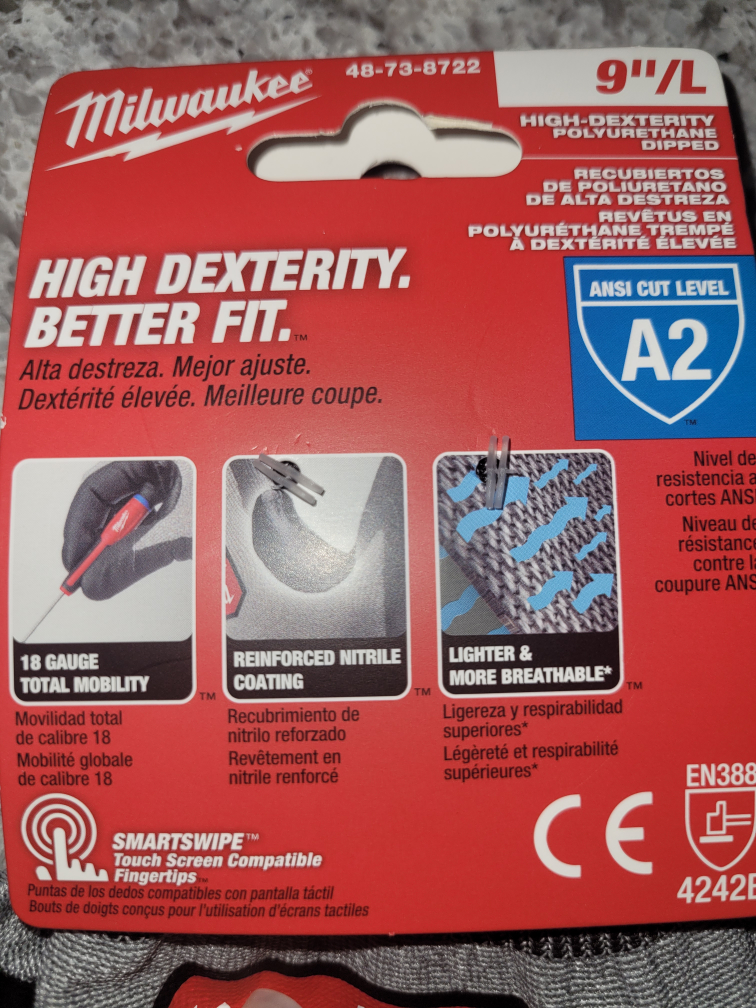 Milwaukee
48-73-8722
9"/L
HIGH-DEXTERITY
POLYURETHANE
DIPPED
RECUBIERTOS
DE POLIURETANO
DE ALTA DESTREZA
REVÊTUS EN
POLYURÉTHANE TREMPÉ
À DEXTÉRITÉ ÉLEVÉE
HIGH DEXTERITY.
BETTER FIT.™
Alta destreza. Mejor ajuste.
Dextérité élevée. Meilleure coupe.
ANSI CUT LEVEL
A2
™
Nivel de
resistencia a
cortes ANSI
Niveau de
résistance
contre la
coupure ANS
18 GAUGE
TOTAL MOBILITY
™
Movilidad total
de calibre 18
Mobilité globale
de calibre 18
REINFORCED NITRILE
COATING
™
Recubrimiento de
nitrilo reforzado
Revêtement en
nitrile renforcé
LIGHTER &
MORE BREATHABLE*
™
Ligereza y respirabilidad
superiores*
Légèreté et respirabilité
supérieures*
SMARTSWIPE™
Touch Screen Compatible
Fingertips™
Puntas de los dedos compatibles con pantalla táctil
Bouts de doigts conçus pour l'utilisation d'écrans tactiles
CE
EN388
4242B